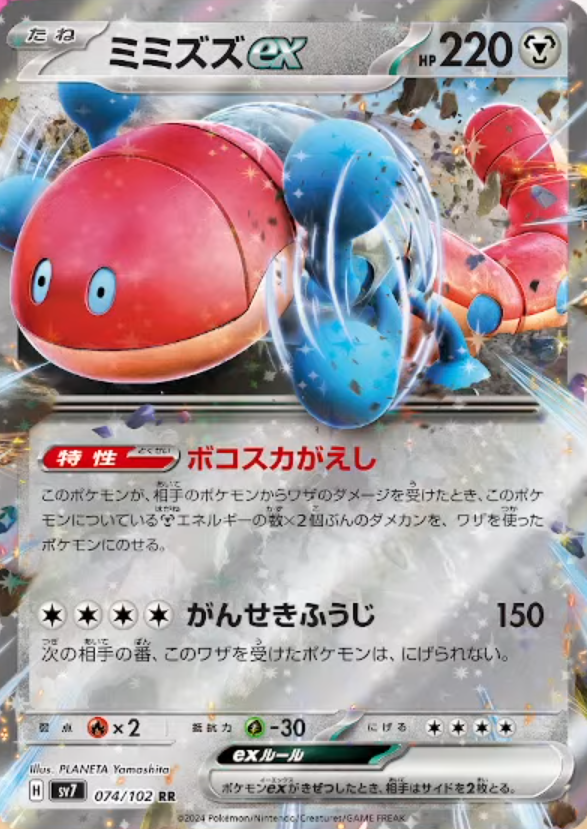 たね ミミズズex HP220
特性 とくせい ボコスカがえし
このポケモンが、相手のポケモンからワザのダメージを受けたとき、このポケ
モンについているエネルギーの数×2個ぶんのダメカンを、ワザを使った
ポケモンにのせる。
がんせきふうじ 150
次の相手の番、このワザを受けたポケモンは、にげられない。
弱点 ×2 抵抗力 -30 にげる
exルール
Illus. PLANETA Yamashita
ポケモンexがきぜつしたとき、相手はサイドを2枚とる。
H sv7 074/102 RR
©2024 Pokémon/Nintendo/Creatures/GAME FREAK.